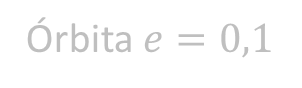 Órbita e = 0,1